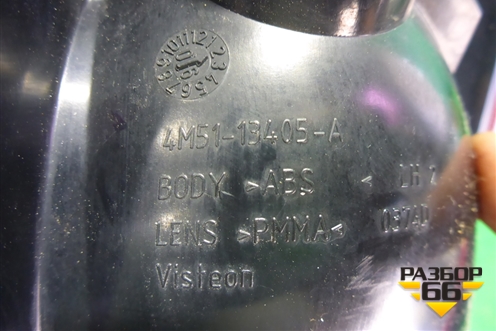 4M51-13405-A
BODY >ABS<
LENS >PMMA<
Visteon
РАЗБОР
66